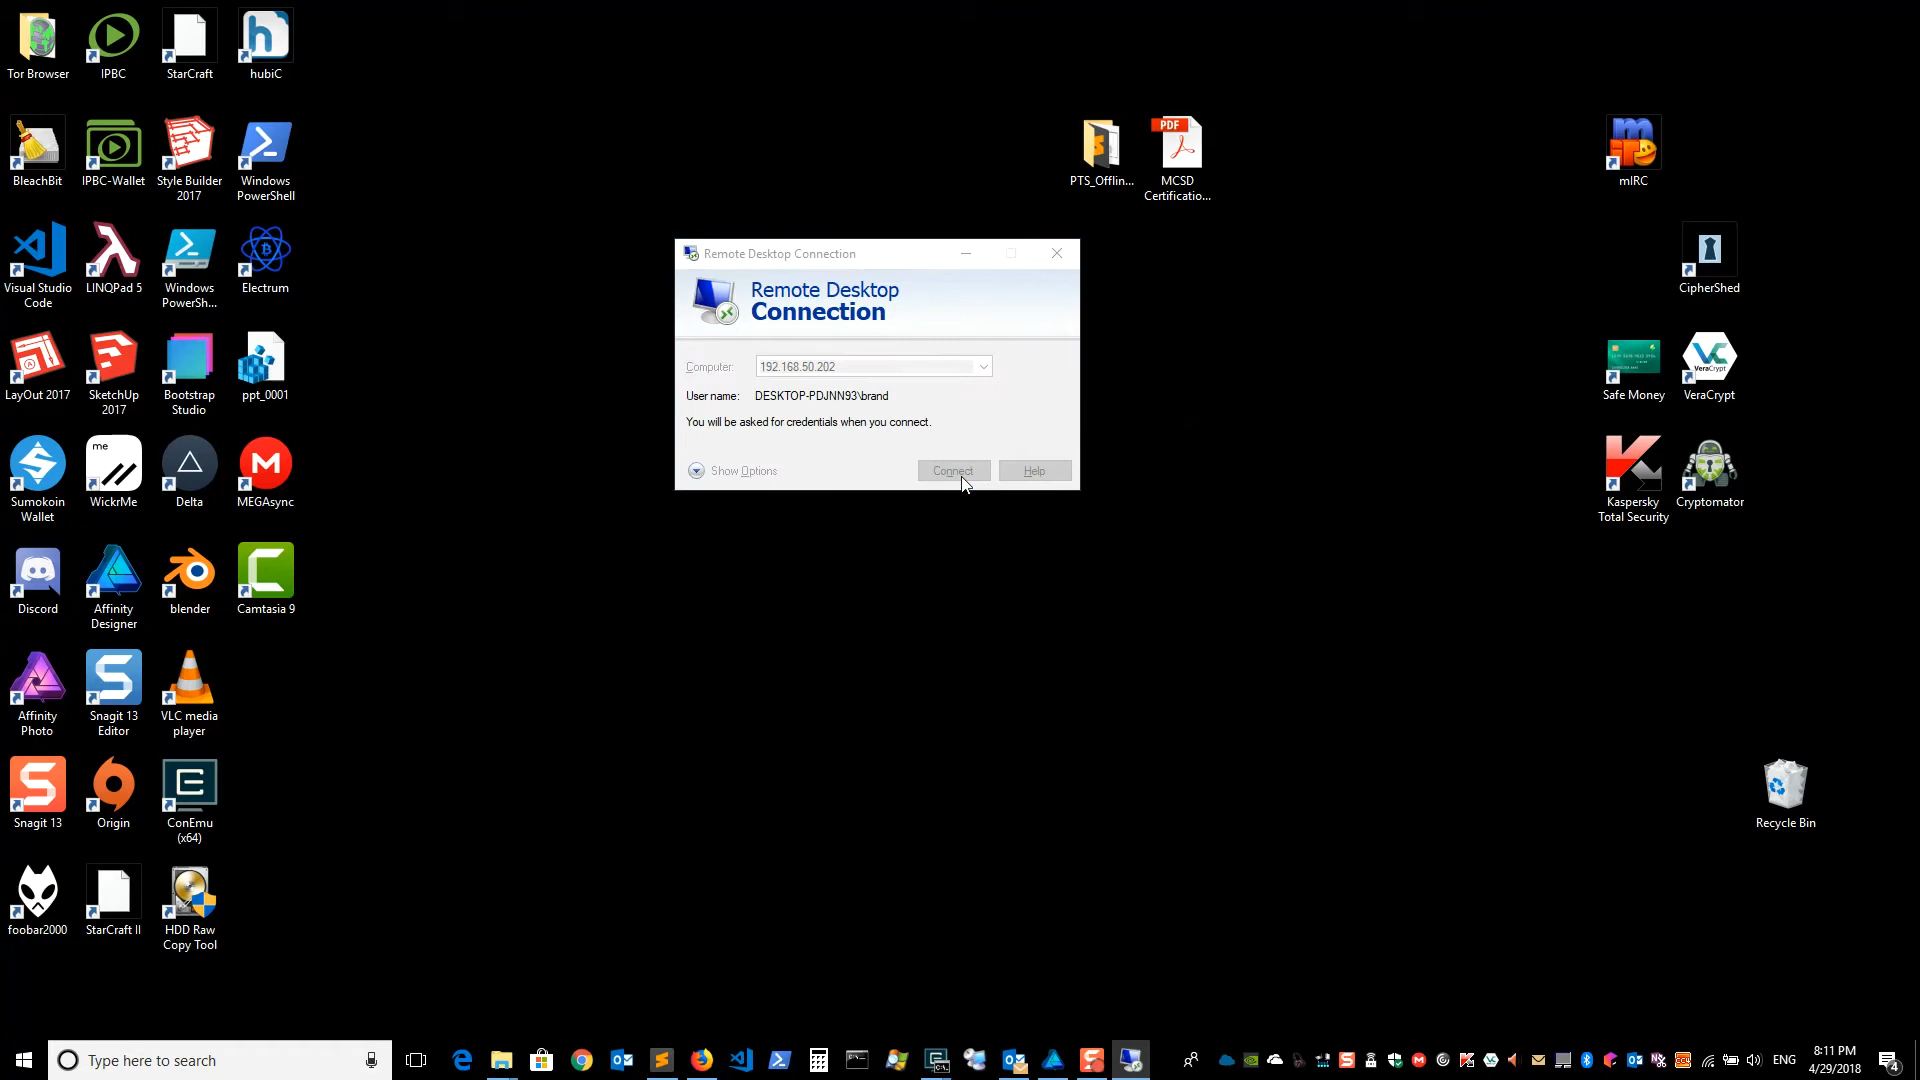 Tor Browser
IPBC
StarCraft
hubiC
BleachBit
IPBC-Wallet
Style Builder
2017
Windows
PowerShell
Visual Studio
Code
LINQPad 5
Windows
PowerSh...
Electrum
LayOut 2017
SketchUp
2017
Bootstrap
Studio
ppt_0001
Sumokoin
Wallet
me
WickrMe
Delta
MEGAsync
Discord
Affinity
Designer
blender
Camtasia 9
Affinity
Photo
Snagit 13
Editor
VLC media
player
Snagit 13
Origin
ConEmu
(x64)
foobar2000
StarCraft II
HDD Raw
Copy Tool
PTS_Offlin...
PDF
MCSD
Certificatio...
mIRC
CipherShed
Safe Money
VeraCrypt
VeraCrypt
Kaspersky
Total Security
Cryptomator
Recycle Bin
Remote Desktop Connection
Remote Desktop
Connection
Computer: 192.168.50.202
User name: DESKTOP-PDJNN93\brand
You will be asked for credentials when you connect.
Show Options
Connect
Help
Type here to search
ENG
8:11 PM
4/29/2018
4